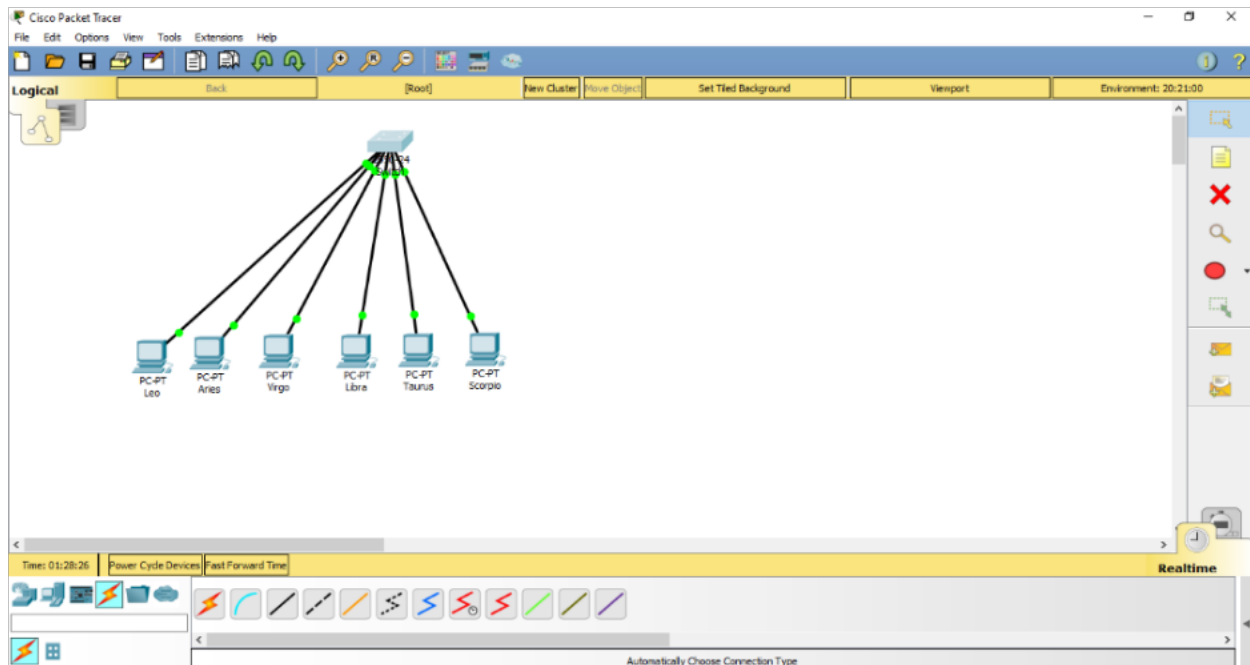 Cisco Packet Tracer
File Edit Options View Tools Extensions Help
Logical Back [Root] New Cluster Move Object Set Tiled Background Viewport Environment: 20:21:00
PC-PT
Leo
PC-PT
Aries
PC-PT
Virgo
PC-PT
Libra
PC-PT
Taurus
PC-PT
Scorpio
Time: 01:28:26 Power Cycle Devices Fast Forward Time Realtime
Automatically Choose Connection Type